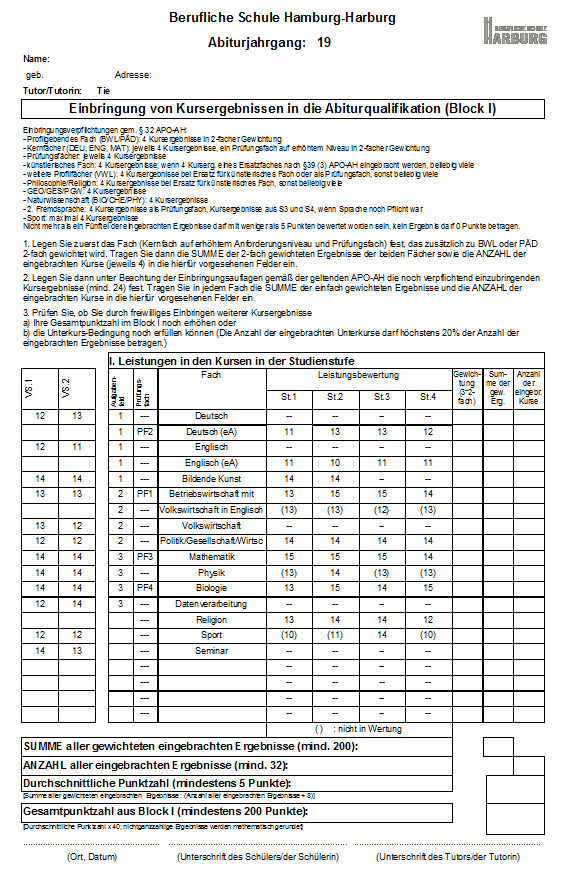 Berufliche Schule Hamburg-Harburg
BERUFLICHE SCHULE
HARBURG
Abiturjahrgang: 19
Name:
geb. Adresse:
Tutor/Tutorin: Tie
Einbringung von Kursergebnissen in die Abiturqualifikation (Block I)
Einbringungsverpflichtungen gem. § 32 APO-AH:
- Profilgebendes Fach (BWL/PÄD): 4 Kursergebnisse in 2-facher Gewichtung
- Kernfächer (DEU, ENG, MAT): jeweils 4 Kursergebnisse, ein Prüfungsfach auf erhöhtem Niveau in 2-facher Gewichtung
- Prüfungsfächer: jeweils 4 Kursergebnisse
- künstlerisches Fach: 4 Kursergebnisse, wenn 4 Kurserg. eines Ersatzfaches nach §39 (3) APO-AH eingebracht werden, beliebig viele
- weitere Profilfächer (VWL): 4 Kursergebnisse bei Ersatz für künstlerisches Fach oder als Prüfungsfach, sonst beliebig viele
- Philosophie/Religion: 4 Kursergebnisse bei Ersatz für künstlerisches Fach, sonst beliebig viele
- GEO/GES/PGW: 4 Kursergebnisse
- Naturwissenschaft (BIO/CHE/PHY): 4 Kursergebnisse
- 2. Fremdsprache: 4 Kursergebnisse als Prüfungsfach, Kursergebnisse aus S3 und S4, wenn Sprache noch Pflicht war
- Sport: maximal 4 Kursergebnisse
Nicht mehr als ein Fünftel der eingebrachten Ergebnisse darf mit weniger als 5 Punkten bewertet worden sein, kein Ergebnis darf 0 Punkte betragen.
1. Legen Sie zuerst das Fach (Kernfach auf erhöhtem Anforderungsniveau und Prüfungsfach) fest, das zusätzlich zu BWL oder PÄD
2-fach gewichtet wird. Tragen Sie dann die SUMME der 2-fach gewichteten Ergebnisse der beiden Fächer sowie die ANZAHL der
eingebrachten Kurse (jeweils 4) in die hierfür vorgesehenen Felder ein.
2. Legen Sie dann unter Beachtung der Einbringungsauflagen gemäß der geltenden APO-AH die noch verpflichtend einzubringenden
Kursergebnisse (mind. 24) fest. Tragen Sie in jedem Fach die SUMME der einfach gewichteten Ergebnisse und die ANZAHL der
eingebrachten Kurse in die hierfür vorgesehenen Felder ein.
3. Prüfen Sie, ob Sie durch freiwilliges Einbringen weiterer Kursergebnisse
a) Ihre Gesamtpunktzahl im Block I noch erhöhen oder
b) die Unterkurs-Bedingung noch erfüllen können (Die Anzahl der eingebrachten Unterkurse darf höchstens 20% der Anzahl der
eingebrachten Ergebnisse betragen.)
I. Leistungen in den Kursen in der Studienstufe
VS.1 VS.2 Aufgaben-feld Prüfungs-fach Fach Leistungsbewertung Gewich-tung (3*2-fach) Sum-me der gew. Erg. Anzahl der eingebr. Kurse
St.1 St.2 St.3 St.4
12 13 1 --- Deutsch -- -- -- --
1 PF2 Deutsch (eA) 11 13 13 12
12 11 1 --- Englisch -- -- -- --
1 --- Englisch (eA) 11 10 11 11
14 14 1 --- Bildende Kunst 14 14 -- --
13 13 2 PF1 Betriebswirtschaft mit 13 15 15 14
2 --- Volkswirtschaft in Englisch (13) (13) (12) (13)
13 12 2 --- Volkswirtschaft -- -- -- --
12 12 2 --- Politik/Gesellschaft/Wirtsc 14 14 14 14
14 14 3 PF3 Mathematik 15 15 15 14
14 14 3 --- Physik (13) 14 (13) (13)
14 14 3 PF4 Biologie 13 15 14 15
12 14 3 --- Datenverarbeitung -- -- -- --
--- Religion 13 14 14 12
12 12 --- Sport (10) (11) 14 (10)
14 13 --- Seminar -- -- -- --
--- -- -- -- --
--- -- -- -- --
--- -- -- -- --
( ) : nicht in Wertung
SUMME aller gewichteten eingebrachten Ergebnisse (mind. 200):
ANZAHL aller eingebrachten Ergebnisse (mind. 32):
Durchschnittliche Punktzahl (mindestens 5 Punkte):
[Summe aller gewichteten eingebrachten Ergebnisse : (Anzahl aller eingebrachten Ergebnisse + 8)]
Gesamtpunktzahl aus Block I (mindestens 200 Punkte):
[Durchschnittliche Punktzahl x 40; nichtganzzahlige Ergebnisse werden mathematisch gerundet]
(Ort, Datum) (Unterschrift des Schülers/der Schülerin) (Unterschrift des Tutors/der Tutorin)